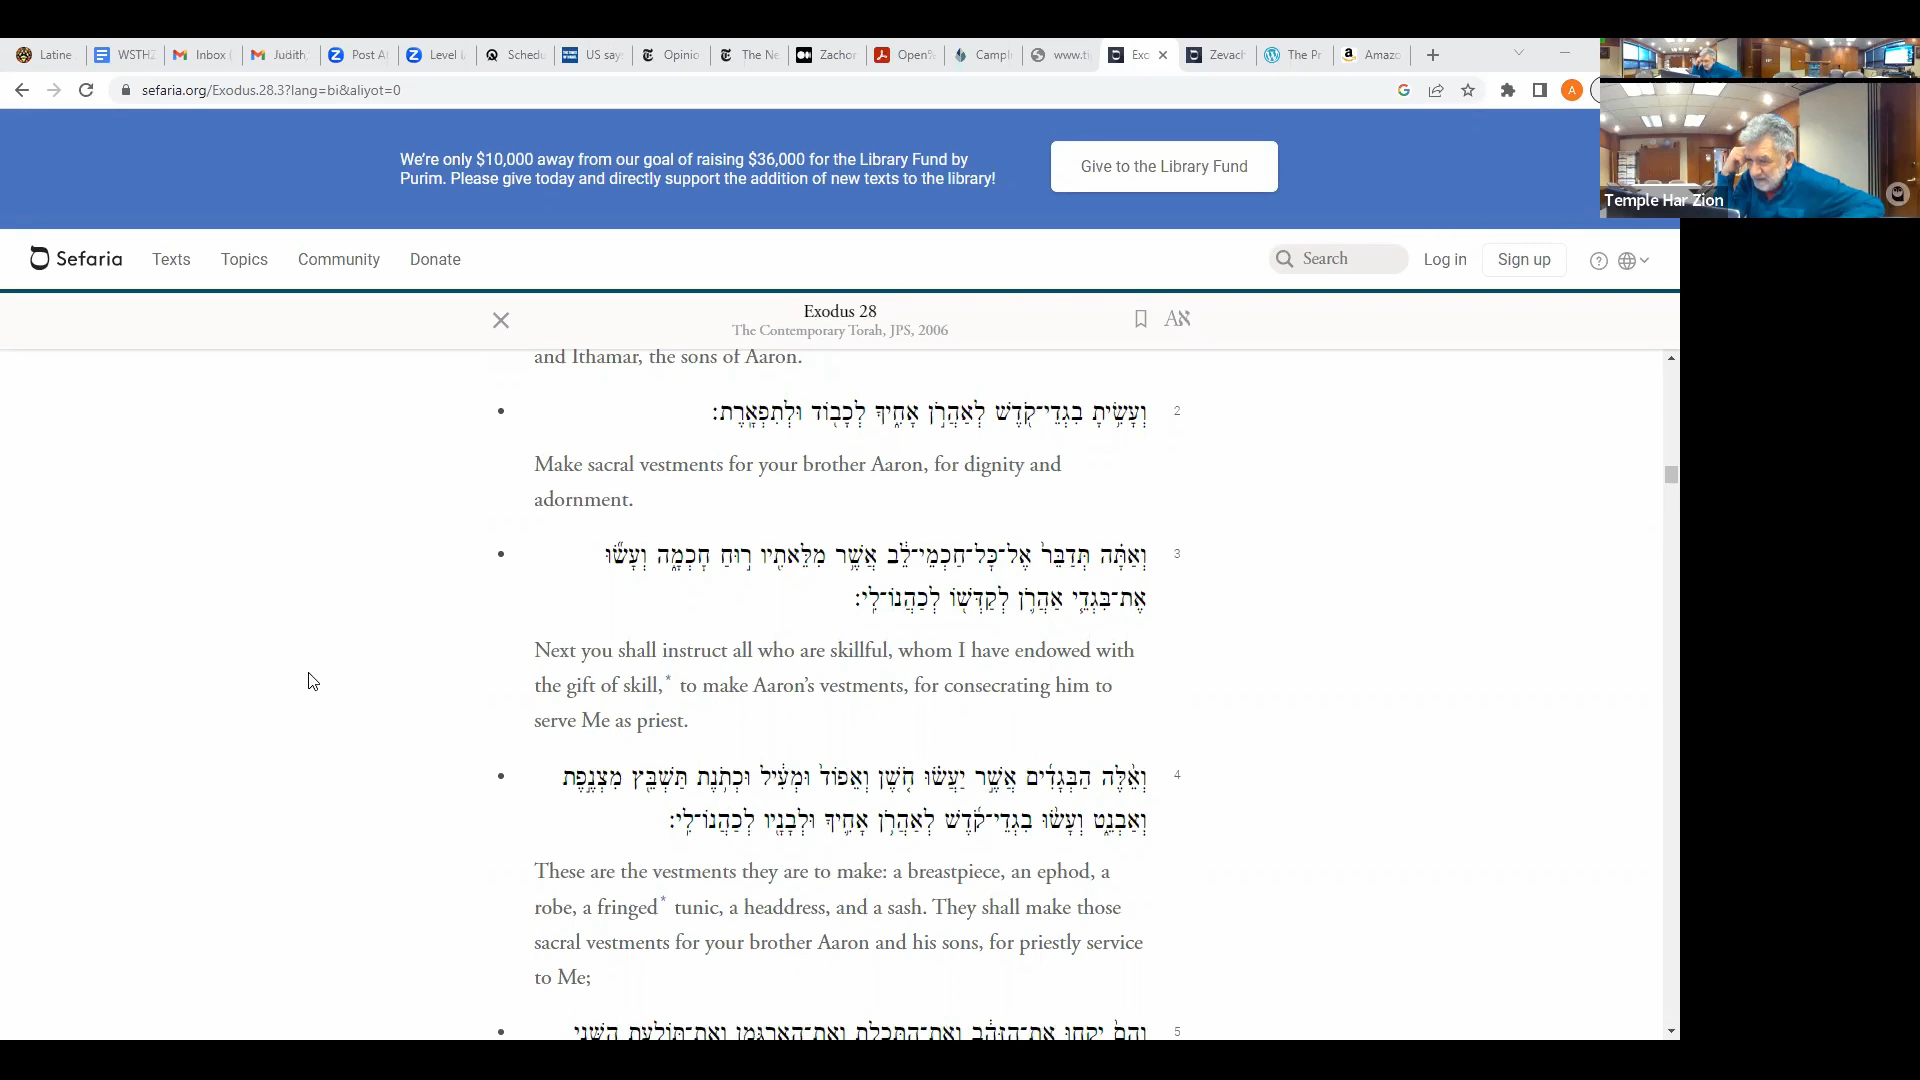 Latine
WSTHZ
Inbox (
Judith,
Post A
Level i
Schedu
US say
Opinio
The Ne
Zachor
Open%
CampIn
www.ti
Exo
Zevach
The Pr
Amazo
sefaria.org/Exodus.28.3?lang=bi&aliyot=0
A
We're only $10,000 away from our goal of raising $36,000 for the Library Fund by
Purim. Please give today and directly support the addition of new texts to the library!
Give to the Library Fund
Temple Har Zion
Sefaria
Texts
Topics
Community
Donate
Search
Log in
Sign up
Exodus 28
The Contemporary Torah, JPS, 2006
and Ithamar, the sons of Aaron.
2
וְעָשִׂ֥יתָ בִגְדֵי־קֹ֖דֶשׁ לְאַהֲרֹ֣ן אָחִ֑יךָ לְכָב֖וֹד וּלְתִפְאָֽרֶת׃
Make sacral vestments for your brother Aaron, for dignity and
adornment.
3
וְאַתָּ֗ה תְּדַבֵּר֙ אֶל־כׇּל־חַכְמֵי־לֵ֔ב אֲשֶׁ֥ר מִלֵּאתִ֖יו ר֣וּחַ חׇכְמָ֑ה וְעָשׂ֞וּ
אֶת־בִּגְדֵ֧י אַהֲרֹ֛ן לְקַדְּשׁ֖וֹ לְכַהֲנוֹ־לִֽי׃
Next you shall instruct all who are skillful, whom I have endowed with
the gift of skill,* to make Aaron's vestments, for consecrating him to
serve Me as priest.
4
וְאֵ֨לֶּה הַבְּגָדִ֜ים אֲשֶׁ֣ר יַעֲשׂ֗וּ חֹ֤שֶׁן וְאֵפוֹד֙ וּמְעִ֔יל וּכְתֹ֥נֶת תַּשְׁבֵּ֖ץ מִצְנֶ֣פֶת
וְאַבְנֵ֑ט וְעָשׂ֨וּ בִגְדֵי־קֹ֜דֶשׁ לְאַהֲרֹ֥ן אָחִ֛יךָ וּלְבָנָ֖יו לְכַהֲנוֹ־לִֽי׃
These are the vestments they are to make: a breastpiece, an ephod, a
robe, a fringed* tunic, a headdress, and a sash. They shall make those
sacral vestments for your brother Aaron and his sons, for priestly service
to Me;
5
וְהֵם֙ יִקְח֣וּ אֶת־הַזָּהָ֔ב וְאֶת־הַתְּכֵ֖לֶת וְאֶת־הָֽאַרְגָּמָ֑ן וְאֶת־תּוֹלַ֥עַת הַשָּׁנִ֖י